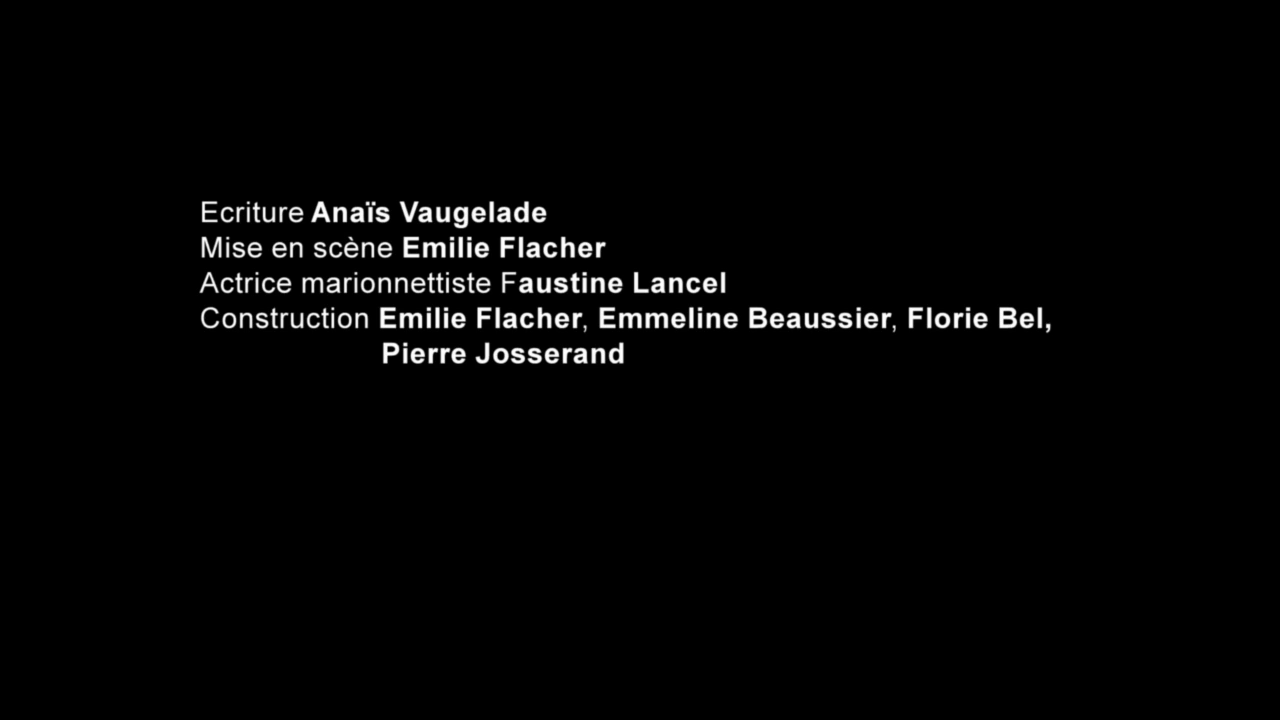 Ecriture Anaïs Vaugelade
Mise en scène Emilie Flacher
Actrice marionnettiste Faustine Lancel
Construction Emilie Flacher, Emmeline Beaussier, Florie Bel,
Pierre Josserand